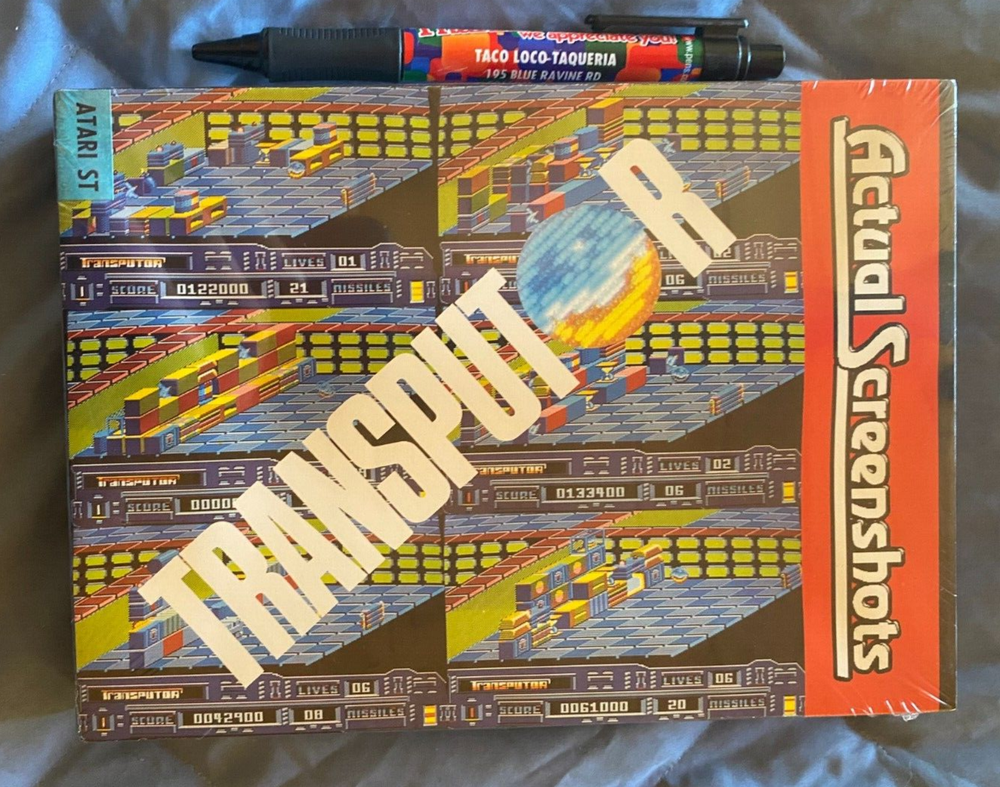 we appreciate you!
TACO LOCO-TAQUERIA
195 BLUE RAVINE RD
ATARI ST
Actual Screenshots
TRANSPUTOR
TRANSPUTOR
LIVES 01
SCORE 0122000 21 MISSILES
06
TRANSPUTOR
SCORE
TRANSPUTOR
LIVES 02
SCORE 0133400 06 MISSILES
TRANSPUTOR
LIVES 06
SCORE 0042900 08 MISSILES
TRANSPUTOR
LIVES 06
SCORE 0061000 20 MISSILES